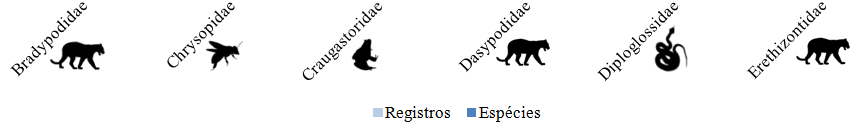 Bradypodidae
Chrysopidae
Craugastoridae
Dasypodidae
Diploglossidae
Erethizontidae
Registros Espécies